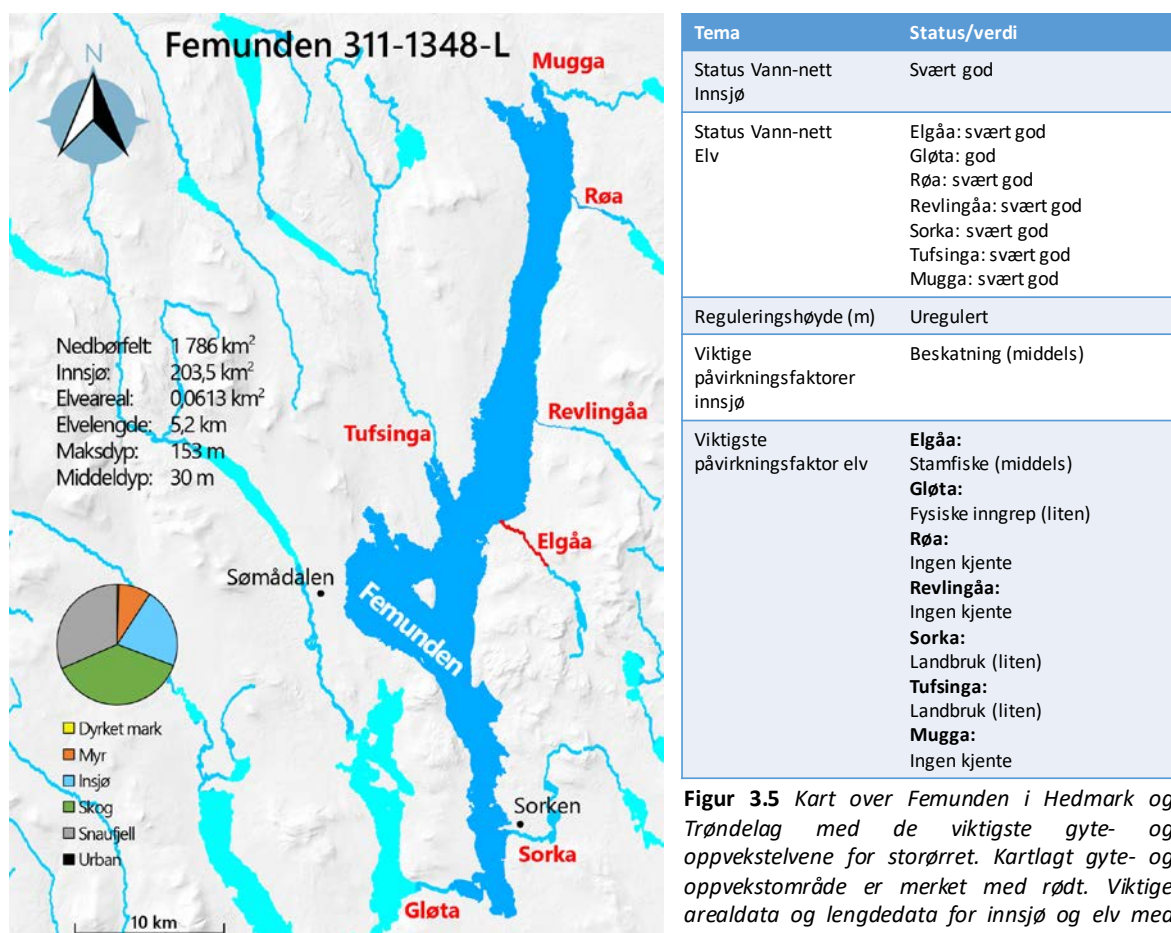 Femunden 311-1348-L
N
Mugga
Røa
Nedbørfelt: 1 786 km²
Innsjø: 203,5 km²
Elveareal: 0,0613 km²
Elvelengde: 5,2 km
Maksdyp: 153 m
Middeldyp: 30 m
Revlingåa
Tufsinga
Elgåa
Sømådalen
Femunden
Dyrket mark
Myr
Insjø
Skog
Snaufjell
Urban
Sorken
Sorka
Gløta
10 km
Tema Status/verdi
Status Vann-nett Svært god
Innsjø
Status Vann-nett Elgåa: svært god
Elv Gløta: god
Røa: svært god
Revlingåa: svært god
Sorka: svært god
Tufsinga: svært god
Mugga: svært god
Reguleringshøyde (m) Uregulert
Viktige Beskatning (middels)
påvirkningsfaktorer
innsjø
Viktigste Elgåa:
påvirkningsfaktor elv Stamfiske (middels)
Gløta:
Fysiske inngrep (liten)
Røa:
Ingen kjente
Revlingåa:
Ingen kjente
Sorka:
Landbruk (liten)
Tufsinga:
Landbruk (liten)
Mugga:
Ingen kjente
Figur 3.5 Kart over Femunden i Hedmark og
Trøndelag med de viktigste gyte- og
oppvekstelvene for storørret. Kartlagt gyte- og
oppvekstområde er merket med rødt. Viktige
arealdata og lengdedata for innsjø og elv med